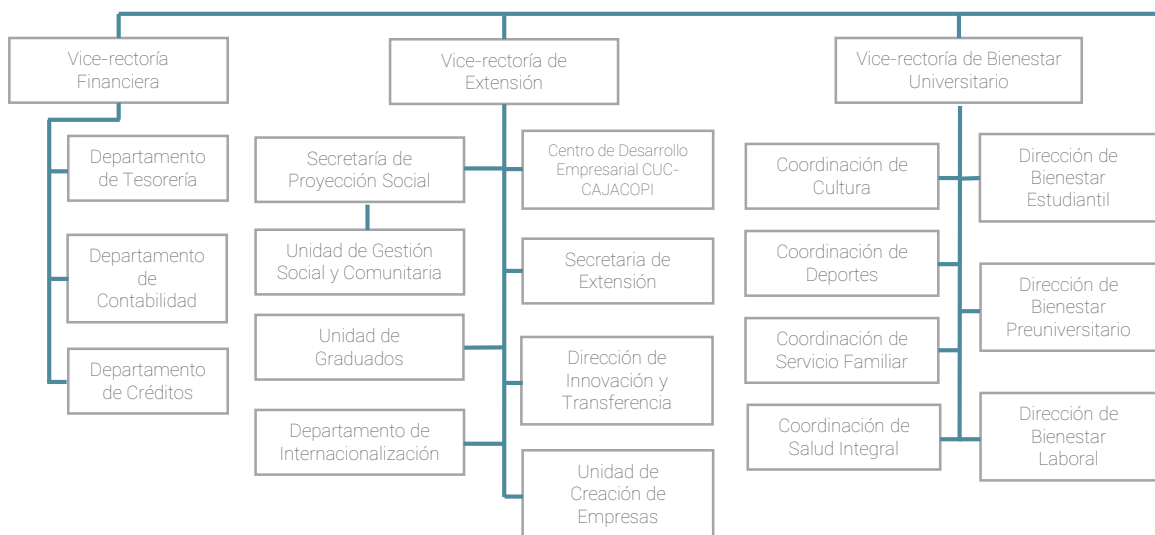 Vice-rectoría
Financiera
Departamento
de Tesorería
Departamento
de
Contabilidad
Departamento
de Créditos
Vice-rectoría de
Extensión
Secretaría de
Proyección Social
Unidad de Gestión
Social y Comunitaria
Unidad de
Graduados
Departamento de
Internacionalización
Centro de Desarrollo
Empresarial CUC-
CAJACOPI
Secretaria de
Extensión
Dirección de
Innovación y
Transferencia
Unidad de
Creación de
Empresas
Vice-rectoría de Bienestar
Universitario
Coordinación de
Cultura
Coordinación de
Deportes
Coordinación de
Servicio Familiar
Coordinación de
Salud Integral
Dirección de
Bienestar
Estudiantil
Dirección de
Bienestar
Preuniversitario
Dirección de
Bienestar
Laboral